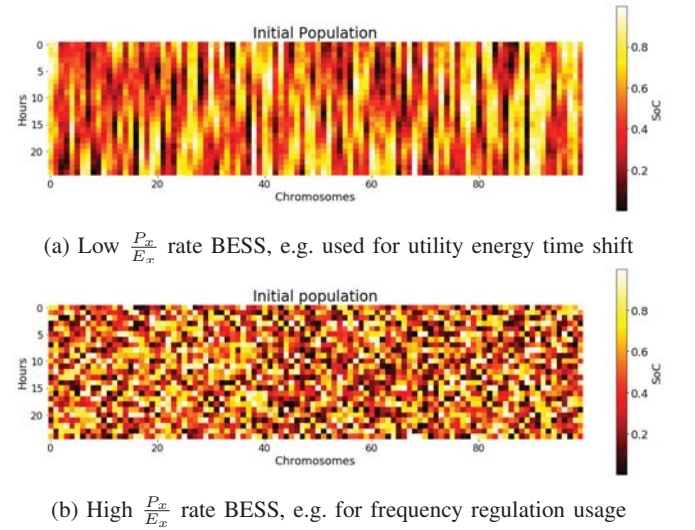 Initial Population
0
5
10
15
20
Hours
0
20
40
60
80
Chromosomes
0.8
0.6
0.4
0.2
SoC
(a) Low P_x/E_x rate BESS, e.g. used for utility energy time shift
Initial population
0
5
10
15
20
Hours
0
20
40
60
80
Chromosomes
0.8
0.6
0.4
0.2
SoC
(b) High P_x/E_x rate BESS, e.g. for frequency regulation usage